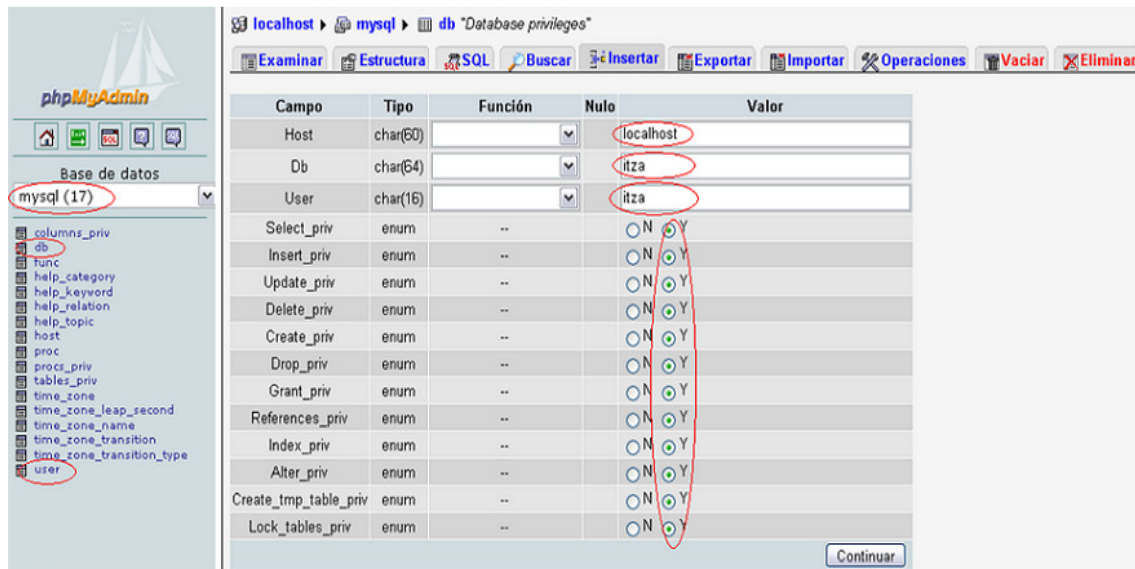 localhost mysql db "Database privileges"
Examinar Estructura SQL Buscar Insertar Exportar Importar Operaciones Vaciar Eliminar
phpMyAdmin
Base de datos
mysql (17)
columns_priv
db
func
help_category
help_keyword
help_relation
help_topic
host
proc
procs_priv
tables_priv
time_zone
time_zone_leap_second
time_zone_name
time_zone_transition
time_zone_transition_type
user
Campo Tipo Función Nulo Valor
Host char(60) localhost
Db char(64) itza
User char(16) itza
Select_priv enum -- N Y
Insert_priv enum -- N Y
Update_priv enum -- N Y
Delete_priv enum -- N Y
Create_priv enum -- N Y
Drop_priv enum -- N Y
Grant_priv enum -- N Y
References_priv enum -- N Y
Index_priv enum -- N Y
Alter_priv enum -- N Y
Create_tmp_table_priv enum -- N Y
Lock_tables_priv enum -- N Y
Continuar